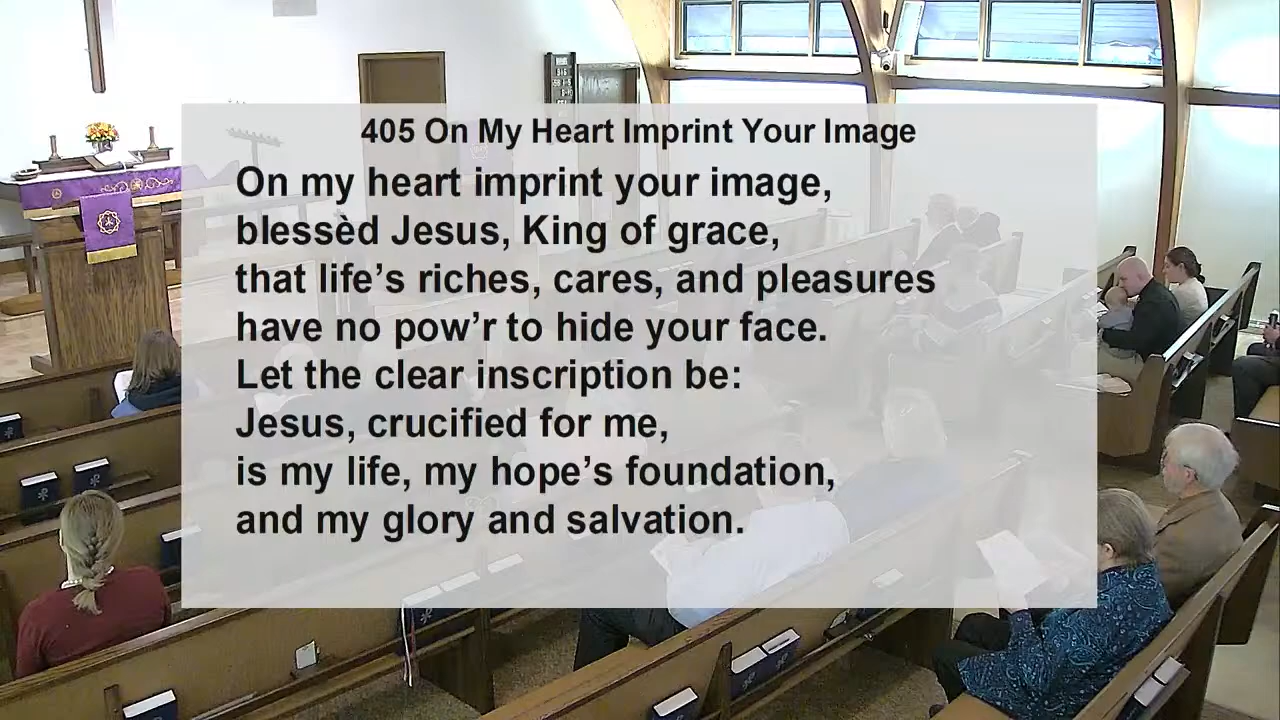 405 On My Heart Imprint Your Image
On my heart imprint your image,
blessèd Jesus, King of grace,
that life’s riches, cares, and pleasures
have no pow’r to hide your face.
Let the clear inscription be:
Jesus, crucified for me,
is my life, my hope’s foundation,
and my glory and salvation.